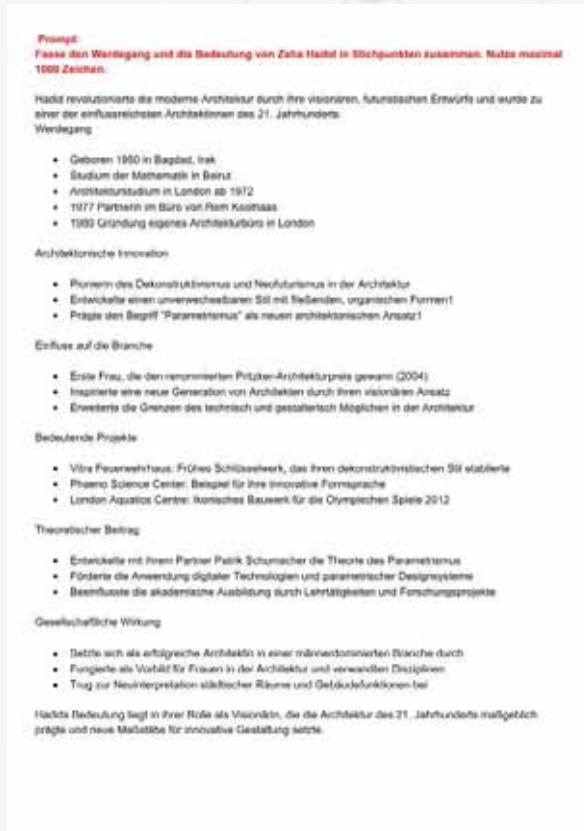 Prompt:
Fasse den Werdegang und die Bedeutung von Zaha Hadid in Stichpunkten zusammen. Nutze maximal
1000 Zeichen.
Hadid revolutionierte die moderne Architektur durch ihre visionären, futuristischen Entwürfe und wurde zu
einer der einflussreichsten Architektinnen des 21. Jahrhunderts
Werdegang
• Geboren 1950 in Bagdad, Irak
• Studium der Mathematik in Beirut
• Architekturstudium in London ab 1972
• 1977 Partnerin im Büro von Rem Koolhaas
• 1980 Gründung eigenes Architekturbüro in London
Architektonische Innovation
• Pionierin des Dekonstruktivismus und Neofuturismus in der Architektur
• Entwickelte einen unverwechselbaren Stil mit fließenden, organischen Formen1
• Prägte den Begriff "Parametrismus" als neuen architektonischen Ansatz1
Einfluss auf die Branche
• Erste Frau, die den renommierten Pritzker-Architekturpreis gewann (2004)
• Inspirierte eine neue Generation von Architekten durch ihren visionären Ansatz
• Erweiterte die Grenzen des technisch und gestalterisch Möglichen in der Architektur
Bedeutende Projekte
• Vitra Feuerwehrhaus: Frühes Schlüsselwerk, das ihren dekonstruktivistischen Stil etablierte
• Phaeno Science Center: Beispiel für ihre innovative Formsprache
• London Aquatics Centre: Ikonisches Bauwerk für die Olympischen Spiele 2012
Theoretischer Beitrag
• Entwickelte mit ihrem Partner Patrik Schumacher die Theorie des Parametrismus
• Förderte die Anwendung digitaler Technologien und parametrischer Designsysteme
• Beeinflusste die akademische Ausbildung durch Lehrtätigkeiten und Forschungsprojekte
Gesellschaftliche Wirkung
• Setzte sich als erfolgreiche Architektin in einer männerdominierten Branche durch
• Fungierte als Vorbild für Frauen in der Architektur und verwandten Disziplinen
• Trug zur Neuinterpretation städtischer Räume und Gebäudefunktionen bei
Hadids Bedeutung liegt in ihrer Rolle als Visionärin, die die Architektur des 21. Jahrhunderts maßgeblich
prägte und neue Maßstäbe für innovative Gestaltung setzte.